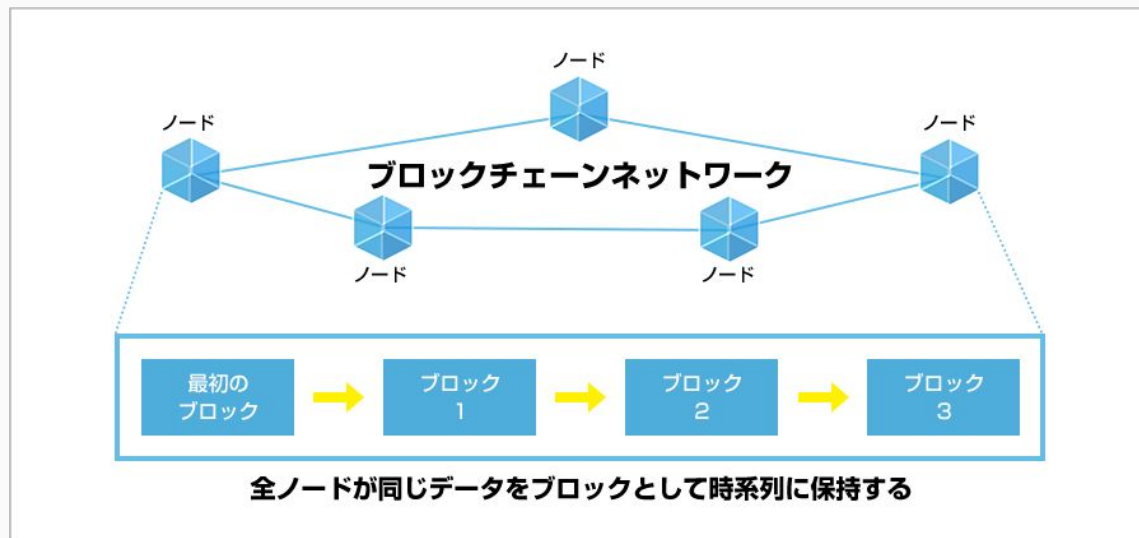 ノード
ノード
ノード
ブロックチェーンネットワーク
ノード
ノード
最初の
ブロック
ブロック
1
ブロック
2
ブロック
3
全ノードが同じデータをブロックとして時系列に保持する